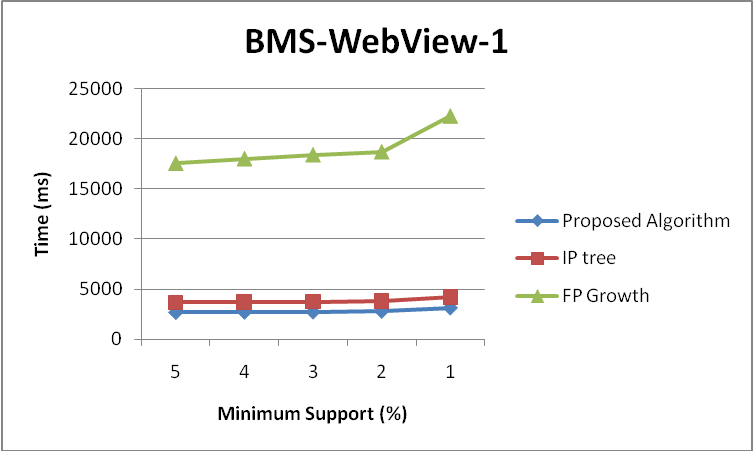 BMS-WebView-1
25000
20000
15000
10000
5000
0
Time (ms)
5 4 3 2 1
Minimum Support (%)
Proposed Algorithm
IP tree
FP Growth